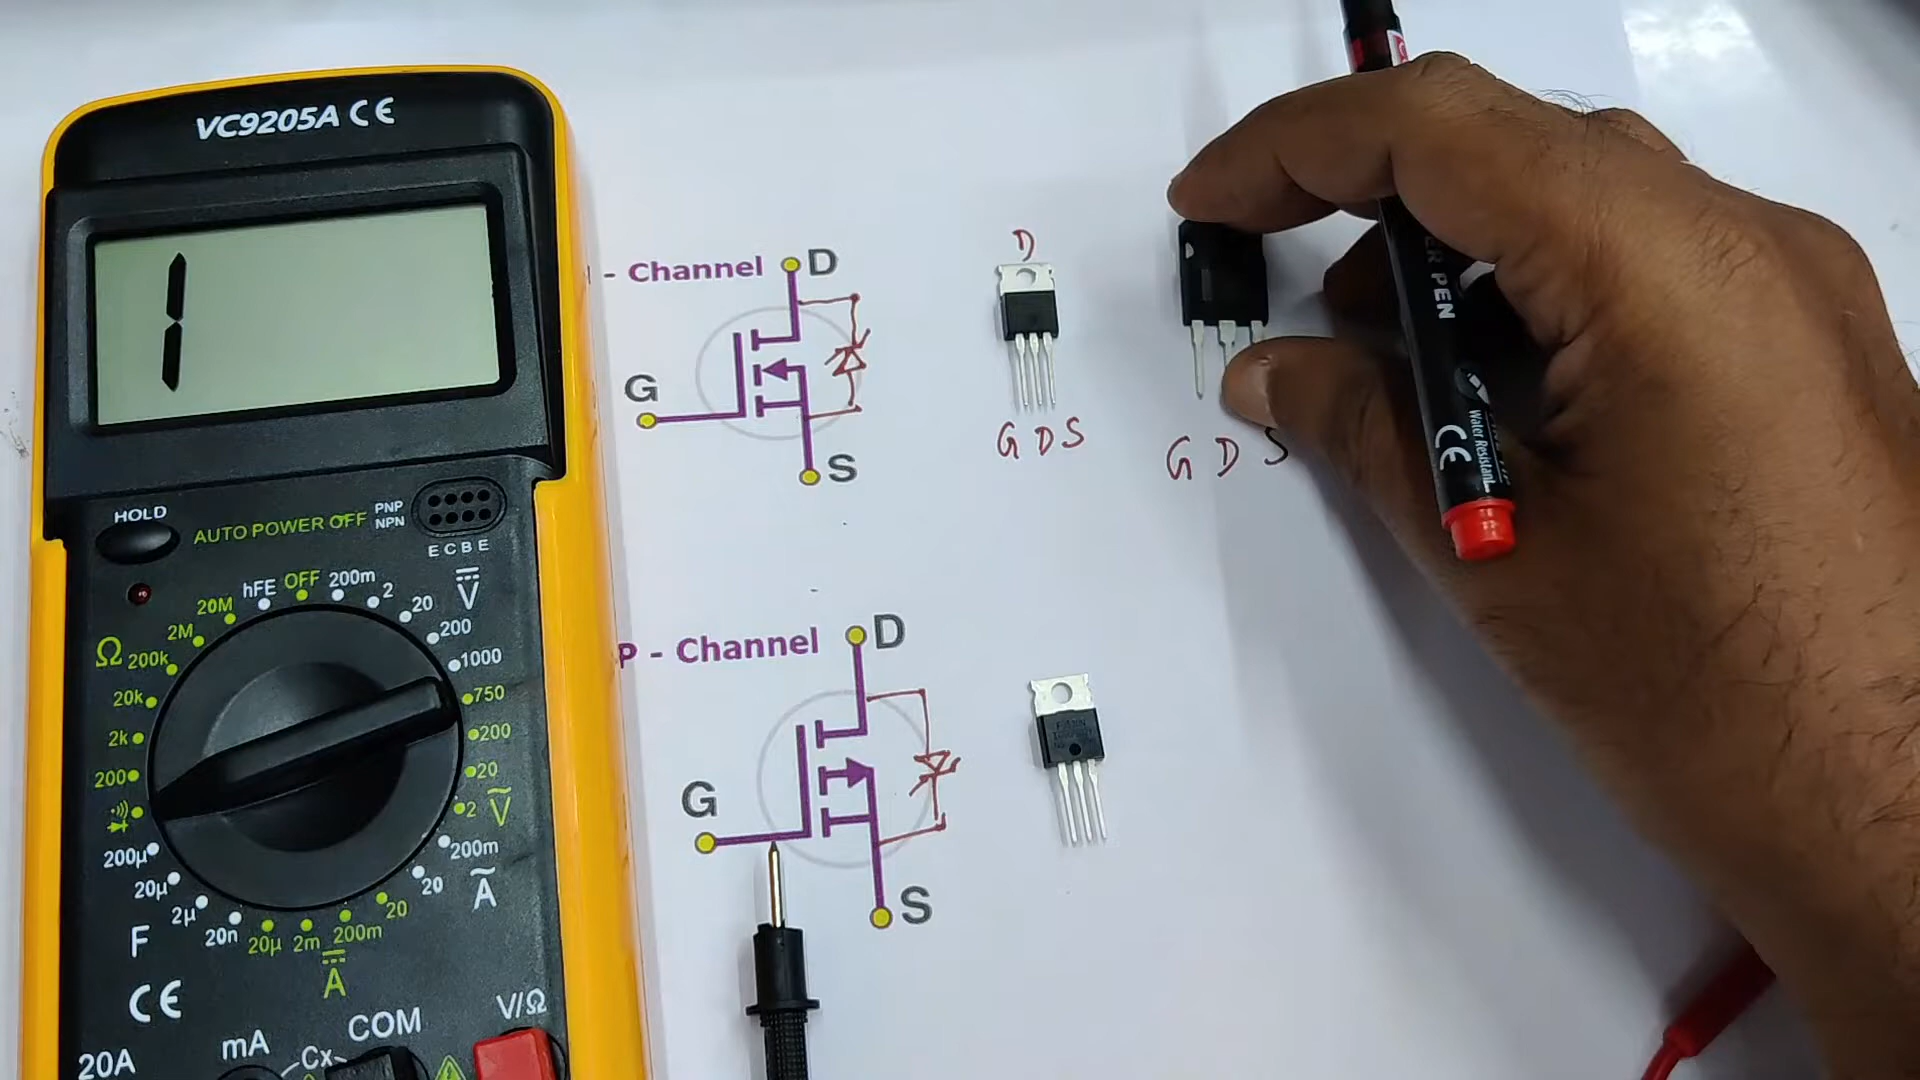 VC9205A CE
1
HOLD
AUTO POWER OFF
PNP
NPN
E C B E
hFE OFF 200m 2 20 200 1000 V
750 200 20 2 V
200m 20 A
20 200m 2m 20µ A
20n 2µ 20µ 200µ F
200 2k 20k 200k 2M 20M Ω
CE
20A mA Cx COM V/Ω
- Channel
D
G
S
D
G D S
G D S
P - Channel
D
G
S
ER PEN
Water Resistant
CE